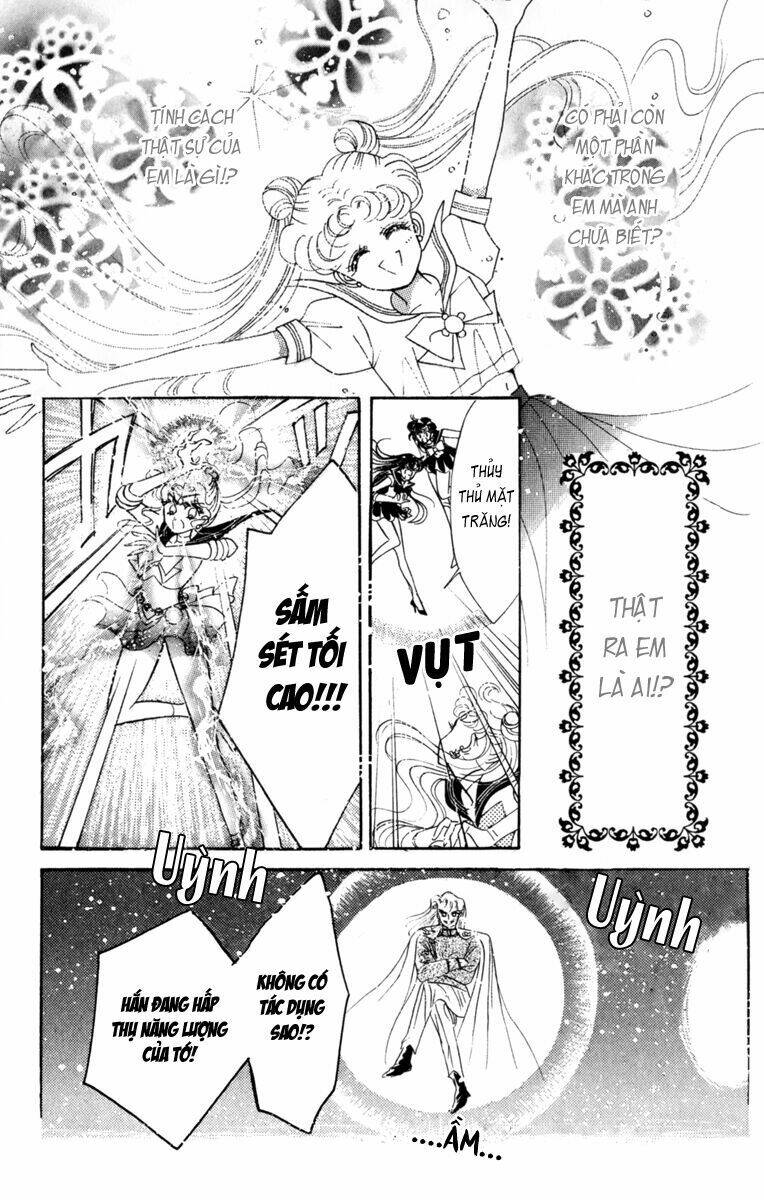 CÓ PHẢI CÒN
MỘT PHẦN
KHÁC TRONG
EM MÀ ANH
CHƯA BIẾT?
TÍNH CÁCH
THẬT SỰ CỦA
EM LÀ GÌ!?
THẬT
RA EM
LÀ AI!?
THỦY
THỦ MẶT
TRĂNG!
VỤT
SẤM
SÉT TỐI
CAO!!!
UỲNH
UỲNH
KHÔNG CÓ
TÁC DỤNG
SAO!?
HẮN ĐANG HẤP
THỤ NĂNG LƯỢNG
CỦA TỚ!
....ẦM...